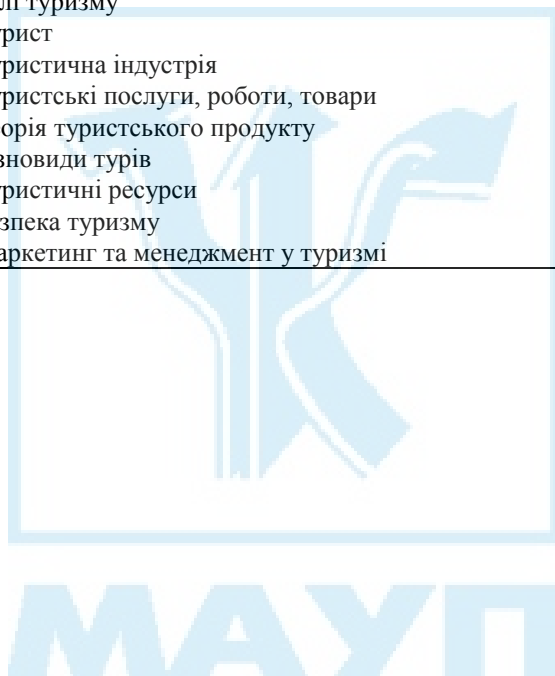 лі туризму
рист
ристична індустрія
ристські послуги, роботи, товари
орія туристського продукту
зновиди турів
ристичні ресурси
зпека туризму
аркетинг та менеджмент у туризмі
МАУП